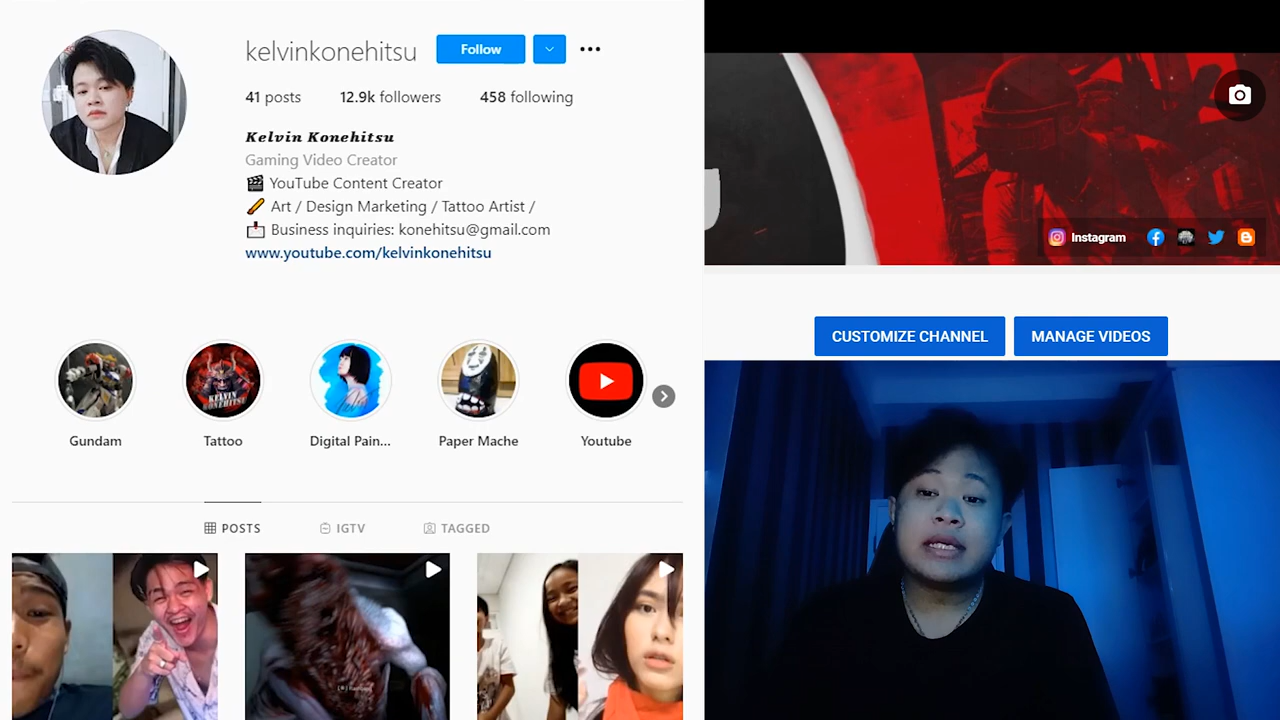 kelvinkonehitsu
Follow
41 posts
12.9k followers
458 following
Kelvin Konehitsu
Gaming Video Creator
YouTube Content Creator
Art / Design Marketing / Tattoo Artist /
Business inquiries: konehitsu@gmail.com
www.youtube.com/kelvinkonehitsu
KELVIN
KONEHITSU
Gundam
Tattoo
Digital Pain...
Paper Mache
Youtube
POSTS
IGTV
TAGGED
Instagram
CUSTOMIZE CHANNEL
MANAGE VIDEOS